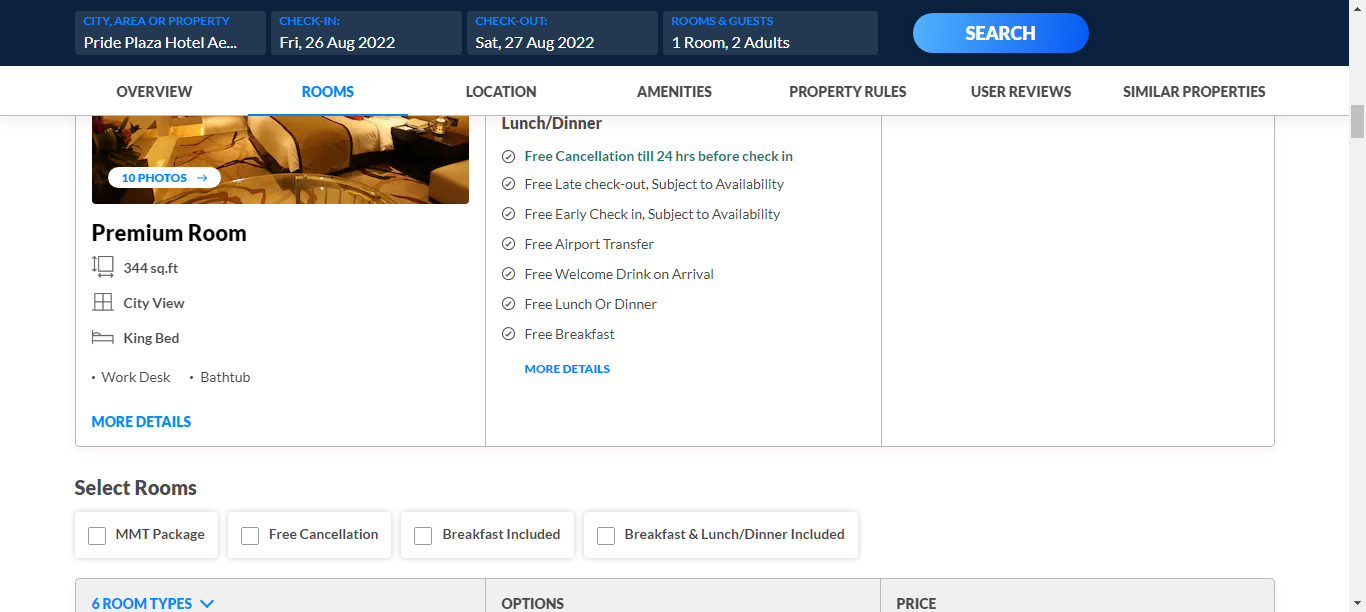 CITY, AREA OR PROPERTY
Pride Plaza Hotel Ae...
CHECK-IN:
Fri, 26 Aug 2022
CHECK-OUT:
Sat, 27 Aug 2022
ROOMS & GUESTS
1 Room, 2 Adults
SEARCH
OVERVIEW
ROOMS
LOCATION
AMENITIES
PROPERTY RULES
USER REVIEWS
SIMILAR PROPERTIES
10 PHOTOS →
Premium Room
344 sq.ft
City View
King Bed
• Work Desk • Bathtub
MORE DETAILS
Lunch/Dinner
Free Cancellation till 24 hrs before check in
Free Late check-out, Subject to Availability
Free Early Check in, Subject to Availability
Free Airport Transfer
Free Welcome Drink on Arrival
Free Lunch Or Dinner
Free Breakfast
MORE DETAILS
Select Rooms
MMT Package
Free Cancellation
Breakfast Included
Breakfast & Lunch/Dinner Included
6 ROOM TYPES
OPTIONS
PRICE